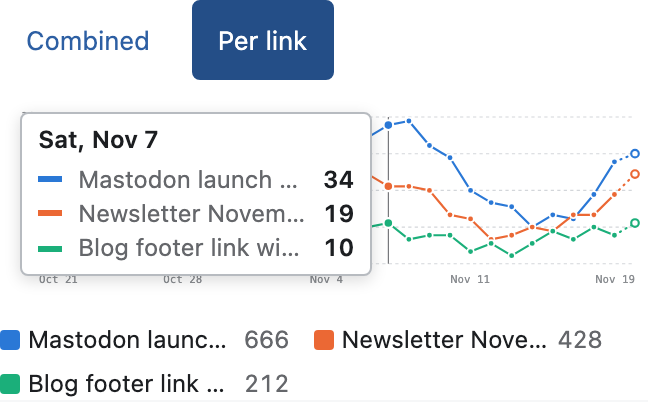 Combined Per link
Sat, Nov 7
Mastodon launch ... 34
Newsletter Novem... 19
Blog footer link wi... 10
Oct 21 Oct 28 Nov 4 Nov 11 Nov 19
Mastodon launc... 666 Newsletter Nove... 428
Blog footer link ... 212